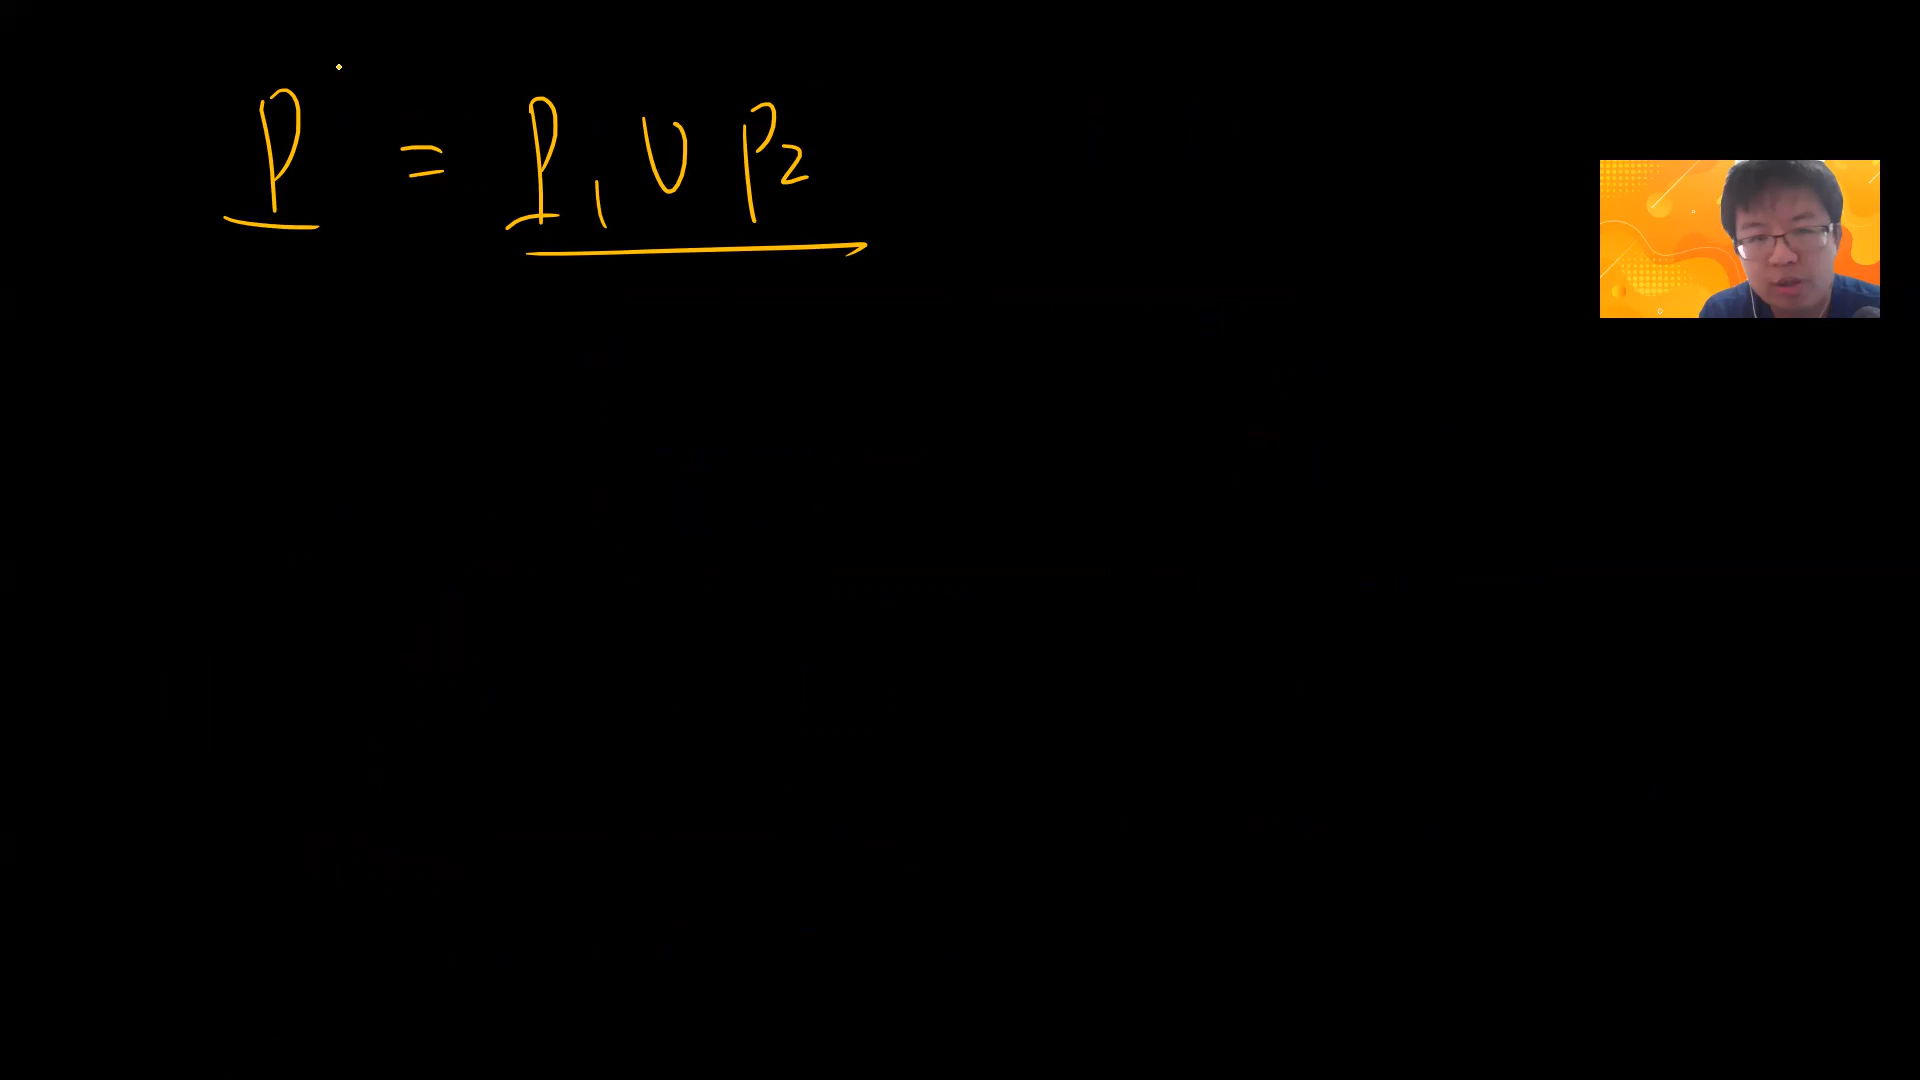 P = P₁ ∪ P₂